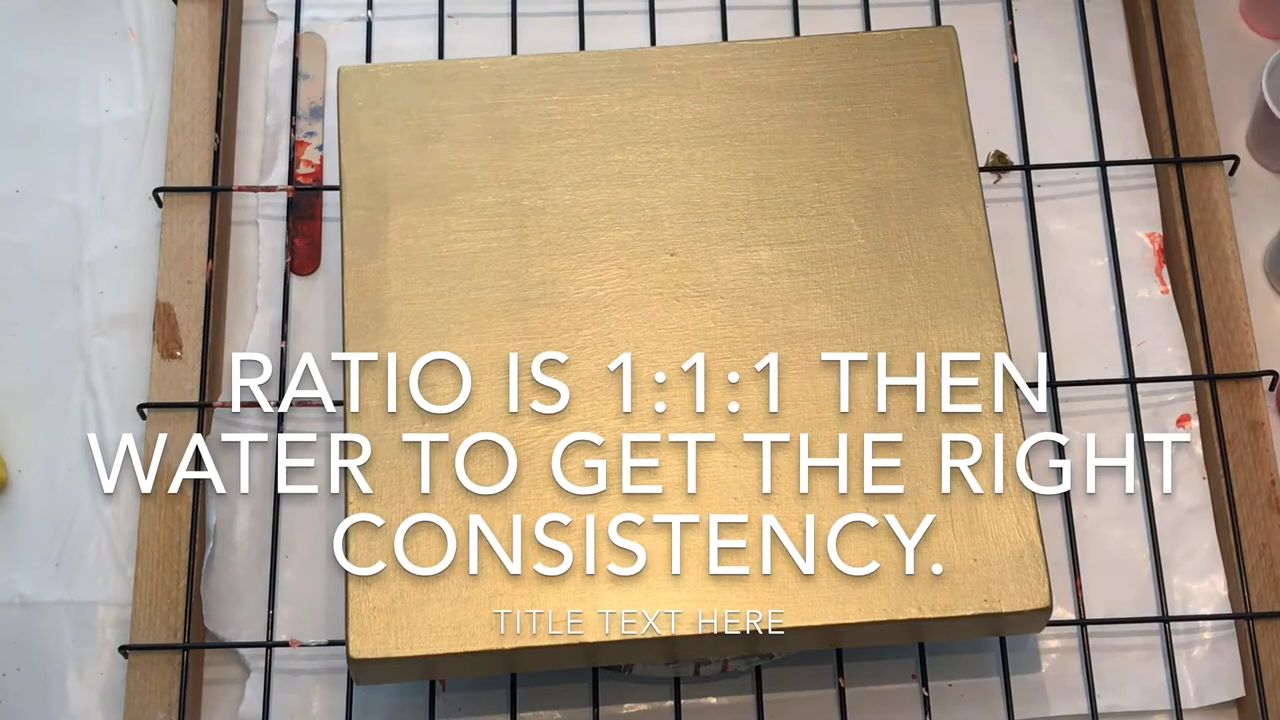 RATIO IS 1:1:1 THEN
WATER TO GET THE RIGHT
CONSISTENCY.
TITLE TEXT HERE